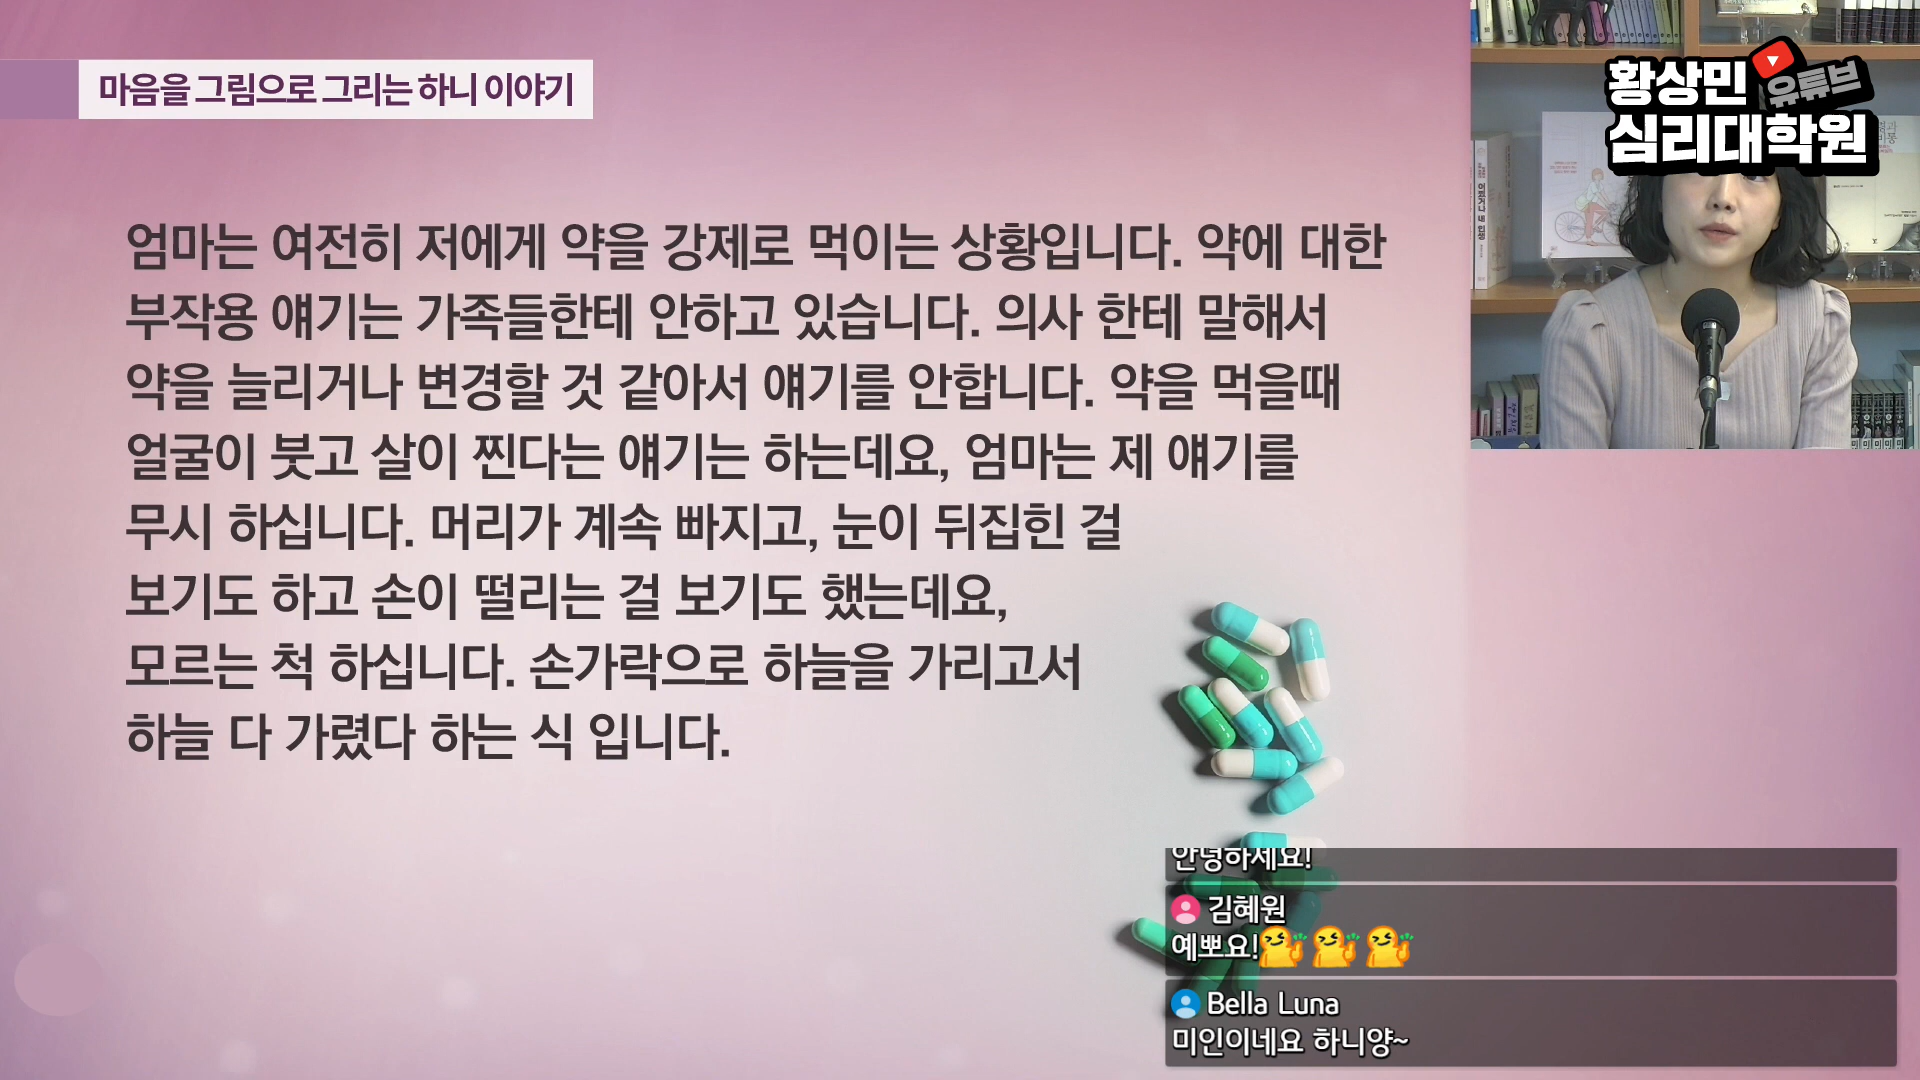 마음을 그림으로 그리는 하니 이야기
황상민 유튜브
심리대학원
엄마는 여전히 저에게 약을 강제로 먹이는 상황입니다. 약에 대한
부작용 얘기는 가족들한테 안하고 있습니다. 의사 한테 말해서
약을 늘리거나 변경할 것 같아서 얘기를 안합니다. 약을 먹을때
얼굴이 붓고 살이 찐다는 얘기는 하는데요, 엄마는 제 얘기를
무시 하십니다. 머리가 계속 빠지고, 눈이 뒤집힌 걸
보기도 하고 손이 떨리는 걸 보기도 했는데요,
모르는 척 하십니다. 손가락으로 하늘을 가리고서
하늘 다 가렸다 하는 식 입니다.
안녕하세요!
김혜원
예뻐요!
Bella Luna
미인이네요 하니양~